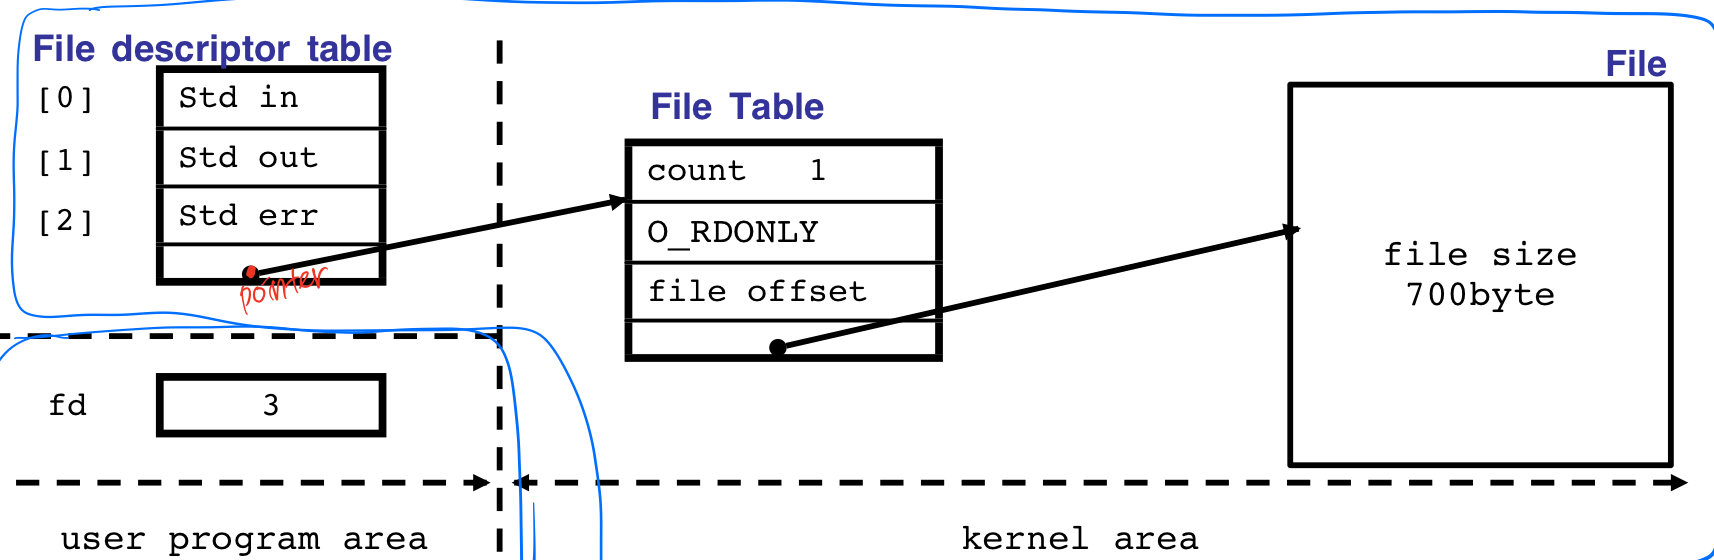 File descriptor table
[0] Std in
[1] Std out
[2] Std err
pointer
fd 3
user program area
File Table
count 1
O_RDONLY
file offset
File
file size
700byte
kernel area